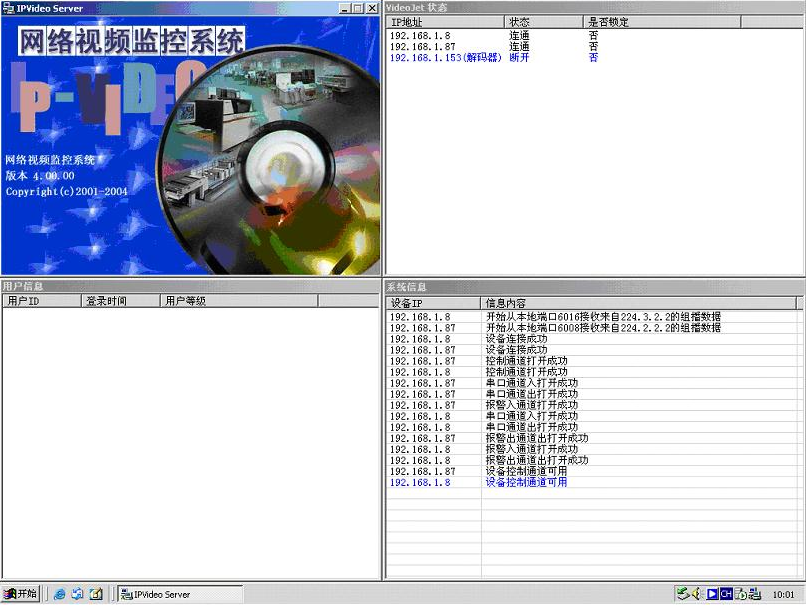 IPVideo Server
网络视频监控系统
IP-VIDEO
网络视频监控系统
版本 4.00.00
Copyright(c)2001-2004
VideoJet 状态
IP地址 状态 是否锁定
192.168.1.8 连通 否
192.168.1.87 连通 否
192.168.1.153(解码器) 断开 否
用户信息
用户ID 登录时间 用户等级
系统信息
设备IP 信息内容
192.168.1.8 开始从本地端口6016接收来自224.3.2.2的组播数据
192.168.1.87 开始从本地端口6008接收来自224.2.2.2的组播数据
192.168.1.8 设备连接成功
192.168.1.87 设备连接成功
192.168.1.87 控制通道打开成功
192.168.1.8 控制通道打开成功
192.168.1.87 串口通道入打开成功
192.168.1.87 串口通道出打开成功
192.168.1.87 报警入通道打开成功
192.168.1.8 串口通道入打开成功
192.168.1.8 串口通道出打开成功
192.168.1.87 报警出通道出打开成功
192.168.1.8 报警入通道打开成功
192.168.1.8 报警出通道出打开成功
192.168.1.87 设备控制通道可用
192.168.1.8 设备控制通道可用
开始 IPVideo Server CH 10:01